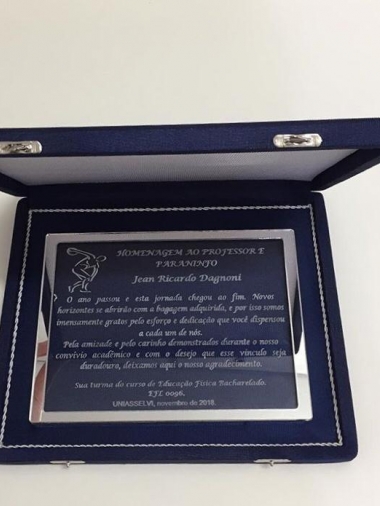 HOMENAGEM AO PROFESSOR E
PARANINFO
Jean Ricardo Dagnoni
O ano passou e esta jornada chegou ao fim. Novos
horizontes se abrirão com a bagagem adquirida, e por isso somos
imensamente gratos pelo esforço e dedicação que você dispensou
a cada um de nós.
Pela amizade e pelo carinho demonstrados durante o nosso
convívio acadêmico e com o desejo que esse vínculo seja
duradoura, deixamos aqui o nosso agradecimento.
Sua turma do curso de Educação Física Bacharelado.
EFL 0096.
UNIASSELVI, novembro de 2018.